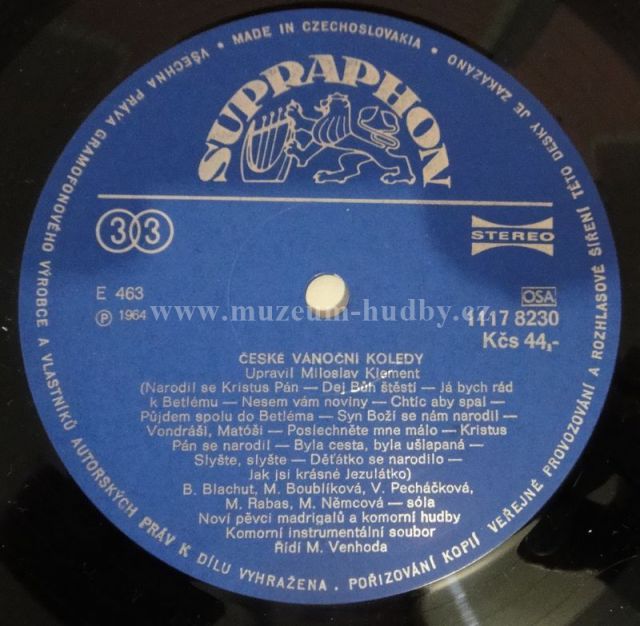 VŠECHNA PRÁVA GRAMOFONOVÉHO VÝROBCE A VLASTNÍKŮ AUTORSKÝCH PRÁV K DÍLU VYHRAŽENA . POŘIZOVÁNÍ KOPIÍ VEŘEJNÉ PROVOZOVÁNÍ A ROZHLASOVÉ ŠÍŘENÍ TÉTO DESKY JE ZAKÁZÁNO • MADE IN CZECHOSLOVAKIA •
SUPRAPHON
33
STEREO
E 463
OSA
℗ 1964
1117 8230
www.muzeum-hudby.cz
Kčs 44,-
ČESKÉ VÁNOČNÍ KOLEDY
Upravil Miloslav Klement
(Narodil se Kristus Pán — Dej Bůh štěstí — Já bych rád
k Betlému — Nesem vám noviny — Chtíc aby spal —
Půjdem spolu do Betléma — Syn Boží se nám narodil —
Vondráši, Matóši — Poslechněte mne málo — Kristus
Pán se narodil — Byla cesta, byla ušlapaná —
Slyšte, slyšte — Děťátko se narodilo —
Jak jsi krásné Jezulátko)
B. Blachut, M. Boublíková, V. Pecháčková,
M. Rabas, M. Němcová — sóla
Noví pěvci madrigalů a komorní hudby
Komorní instrumentální soubor
Řídí M. Venhoda